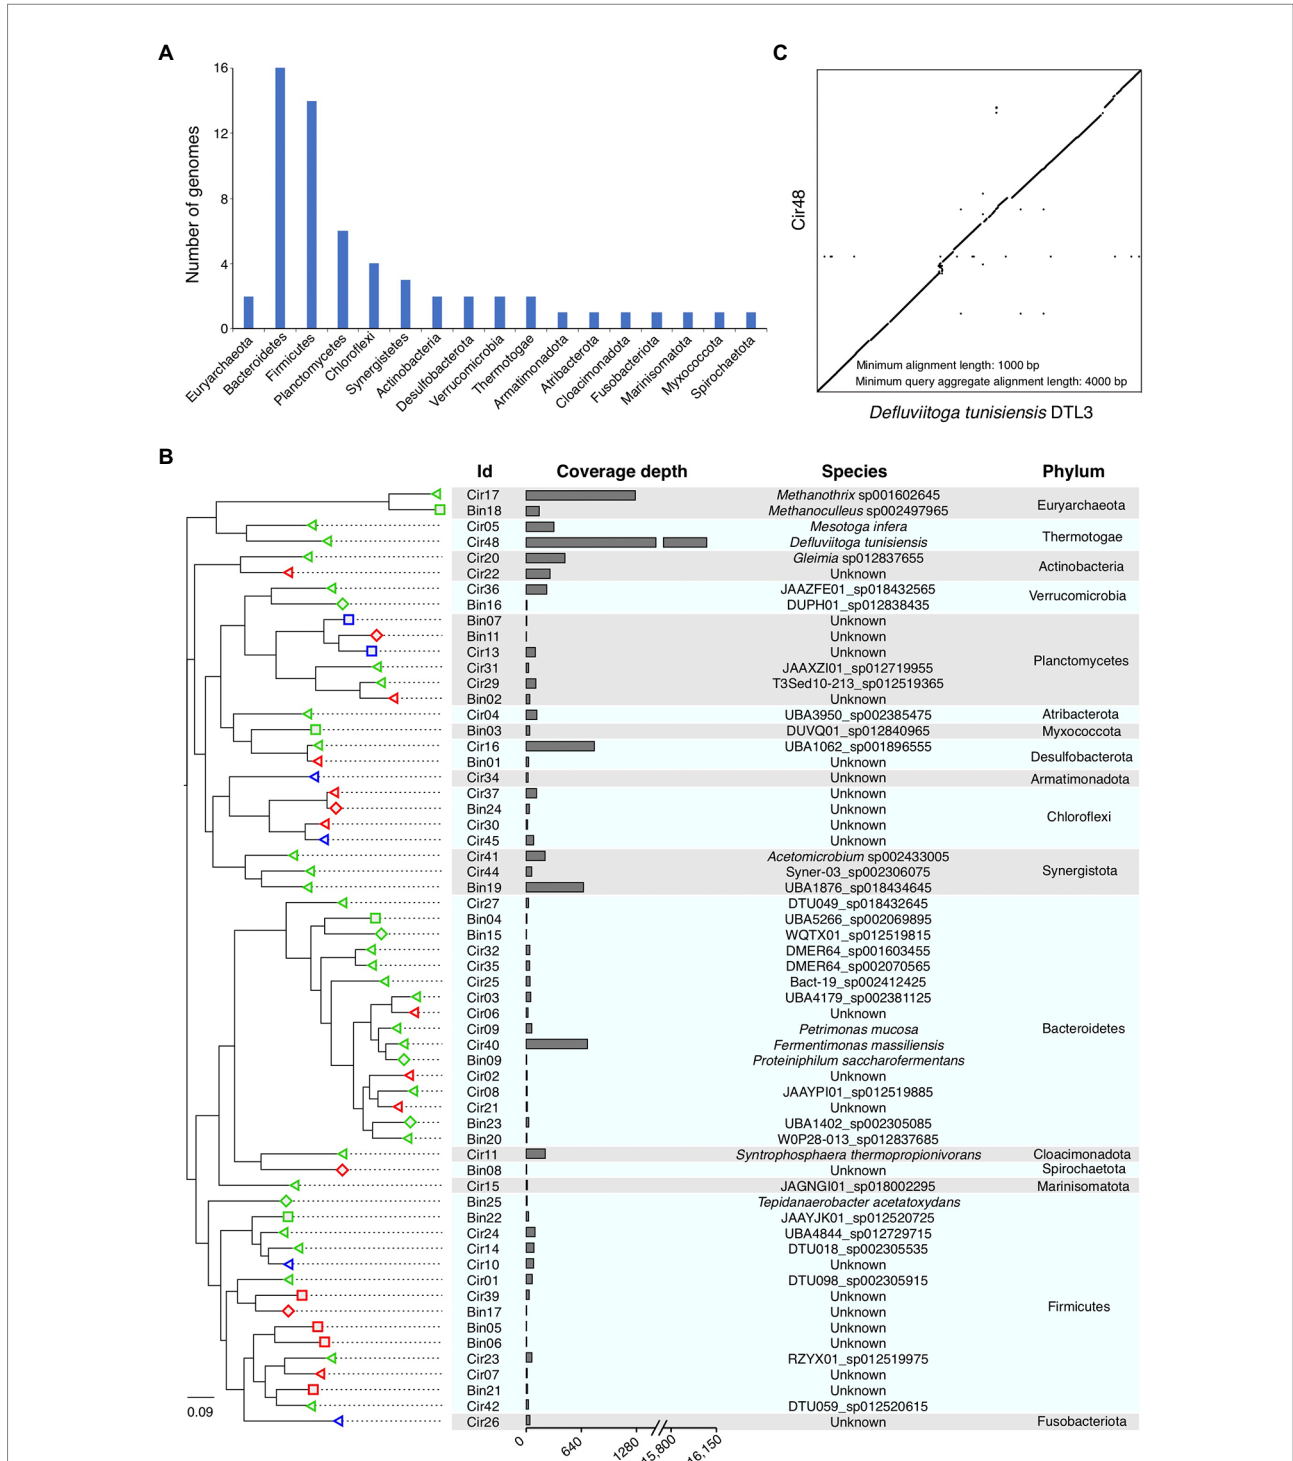 A
16
12
8
4
0
Number of genomes
Euryarchaeota
Bacteroidetes
Firmicutes
Planctomycetes
Chloroflexi
Synergistetes
Actinobacteria
Desulfobacterota
Verrucomicrobia
Thermotogae
Armatimonadota
Atribacterota
Cloacimonadota
Fusobacteriota
Marinisomatota
Myxococcota
Spirochaetota
C
Cir48
Minimum alignment length: 1000 bp
Minimum query aggregate alignment length: 4000 bp
Defluviitoga tunisiensis DTL3
B
Id Coverage depth Species Phylum
Cir17 Methanothrix sp001602645
Euryarchaeota
Bin18 Methanoculleus sp002497965
Cir05 Mesotoga infera
Thermotogae
Cir48 Defluviitoga tunisiensis
Cir20 Gleimia sp012837655
Actinobacteria
Cir22 Unknown
Cir36 JAAZFE01_sp018432565
Verrucomicrobia
Bin16 DUPH01_sp012838435
Bin07 Unknown
Bin11 Unknown
Cir13 Unknown
Planctomycetes
Cir31 JAAXZI01_sp012719955
Cir29 T3Sed10-213_sp012519365
Bin02 Unknown
Cir04 UBA3950_sp002385475 Atribacterota
Bin03 DUVQ01_sp012840965 Myxococcota
Cir16 UBA1062_sp001896555
Desulfobacterota
Bin01 Unknown
Cir34 Unknown Armatimonadota
Cir37 Unknown
Bin24 Unknown
Chloroflexi
Cir30 Unknown
Cir45 Unknown
Cir41 Acetomicrobium sp002433005
Cir44 Syner-03_sp002306075 Synergistota
Bin19 UBA1876_sp018434645
Cir27 DTU049_sp018432645
Bin04 UBA5266_sp002069895
Bin15 WQTX01_sp012519815
Cir32 DMER64_sp001603455
Cir35 DMER64_sp002070565
Cir25 Bact-19_sp002412425
Cir03 UBA4179_sp002381125
Cir06 Unknown
Cir09 Petrimonas mucosa Bacteroidetes
Cir40 Fermentimonas massiliensis
Bin09 Proteiniphilum saccharofermentans
Cir02 Unknown
Cir08 JAAYPI01_sp012519885
Cir21 Unknown
Bin23 UBA1402_sp002305085
Bin20 W0P28-013_sp012837685
Cir11 Syntrophosphaera thermopropionivorans Cloacimonadota
Bin08 Unknown Spirochaetota
Cir15 JAGNGI01_sp018002295 Marinisomatota
Bin25 Tepidanaerobacter acetatoxydans
Bin22 JAAYJK01_sp012520725
Cir24 UBA4844_sp012729715
Cir14 DTU018_sp002305535
Cir10 Unknown
Cir01 DTU098_sp002305915
Cir39 Unknown
Firmicutes
Bin17 Unknown
Bin05 Unknown
Bin06 Unknown
Cir23 RZYX01_sp012519975
Cir07 Unknown
Bin21 Unknown
Cir42 DTU059_sp012520615
Cir26 Unknown Fusobacteriota
0.09
0
640
1280
15,800
16,150